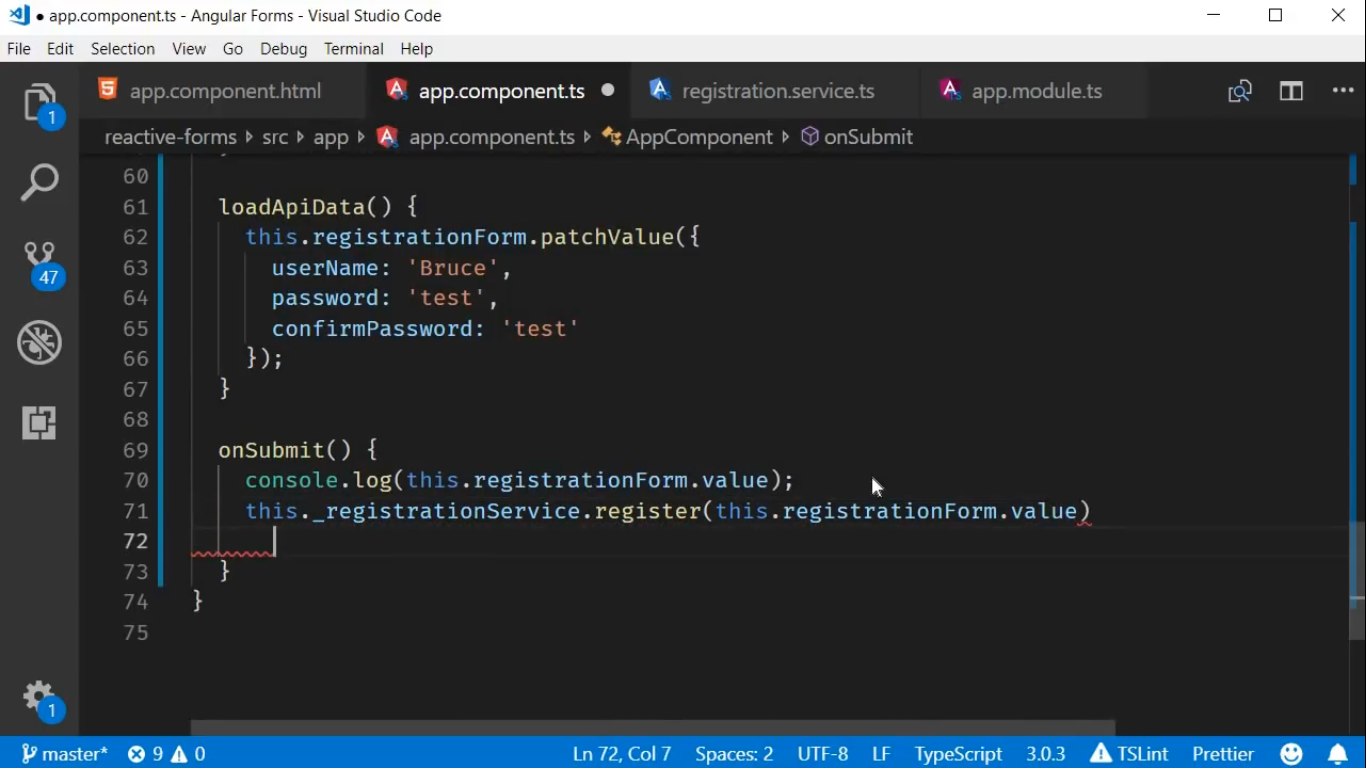 ● app.component.ts - Angular Forms - Visual Studio Code
File Edit Selection View Go Debug Terminal Help
app.component.html app.component.ts ● registration.service.ts app.module.ts
reactive-forms src app app.component.ts AppComponent onSubmit
1
47
1
60
61 loadApiData() {
62 this.registrationForm.patchValue({
63 userName: 'Bruce',
64 password: 'test',
65 confirmPassword: 'test'
66 });
67 }
68
69 onSubmit() {
70 console.log(this.registrationForm.value);
71 this._registrationService.register(this.registrationForm.value)
72
73 }
74 }
75
master* 9 0 Ln 72, Col 7 Spaces: 2 UTF-8 LF TypeScript 3.0.3 TSLint Prettier